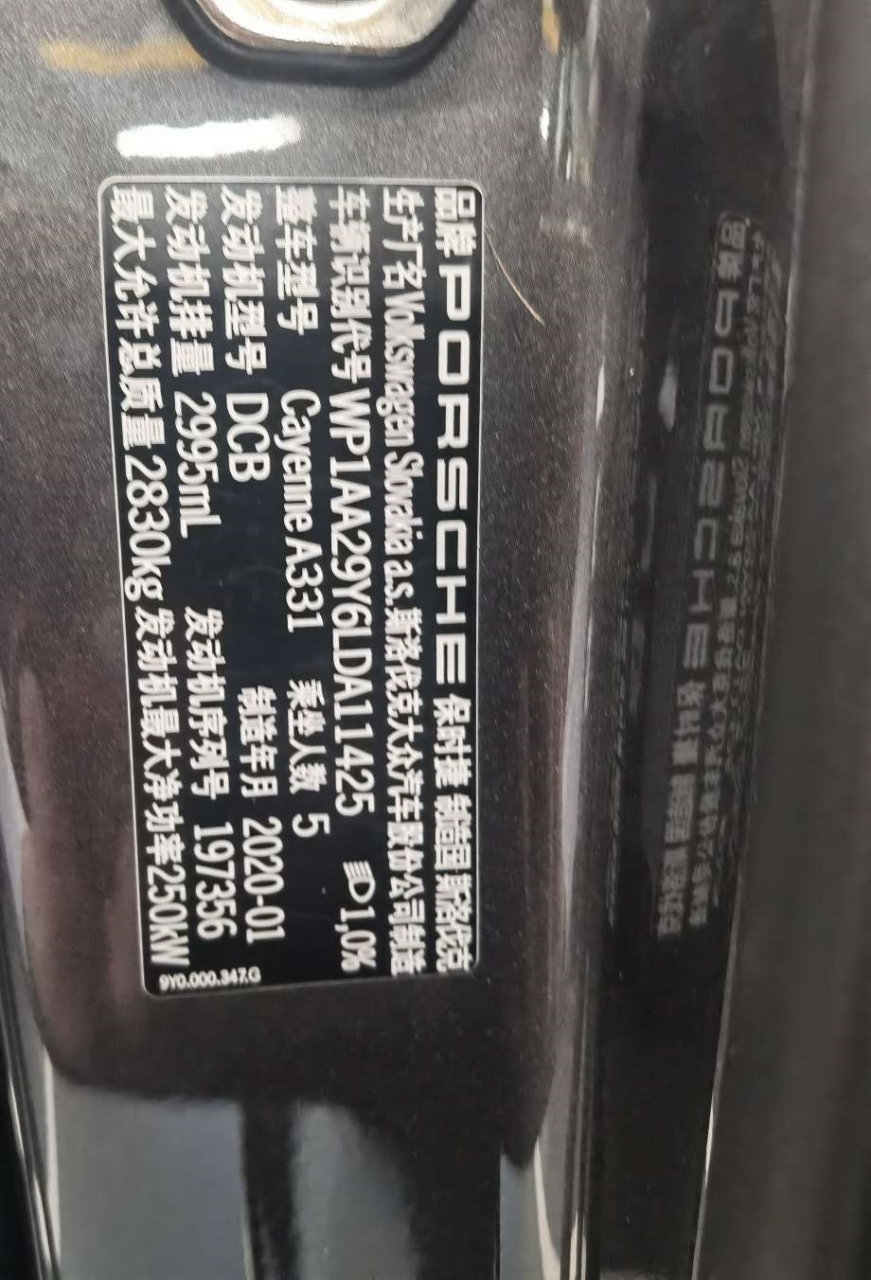 品牌 PORSCHE 保时捷 制造国 斯洛伐克
生产厂名 Volkswagen Slovakia a.s. 斯洛伐克大众汽车股份公司制造
车辆识别代号 WP1AA29Y6LDA11425 1,0%
整车型号 Cayenne A331 乘坐人数 5
发动机型号 DCB 制造年月 2020-01
发动机排量 2995mL 发动机序列号 197356
最大允许总质量 2830kg 发动机最大净功率250kW
9Y0.000.347.G